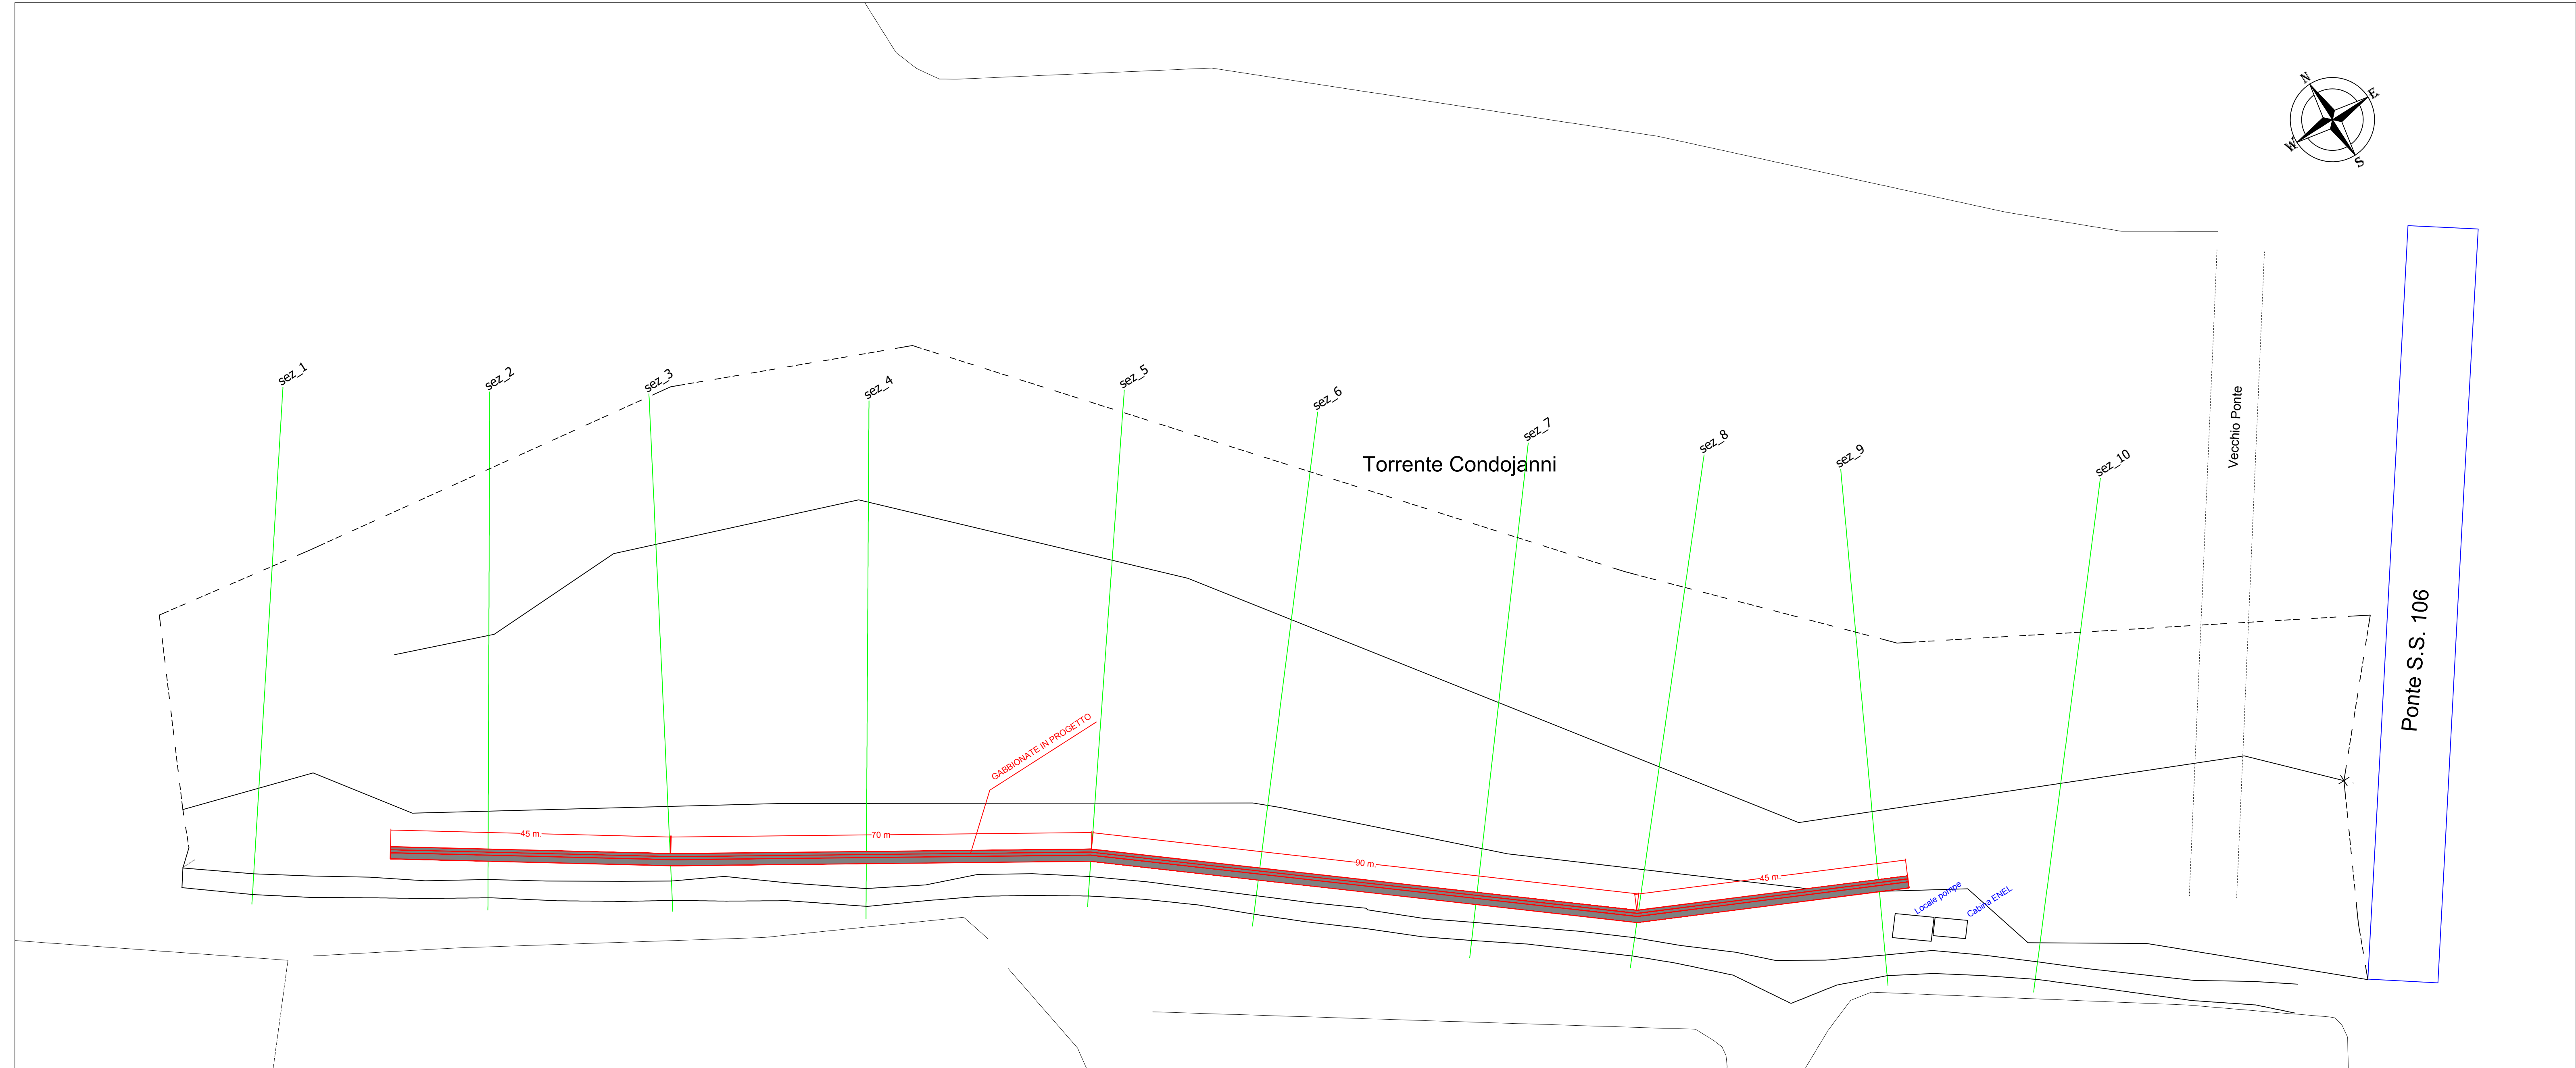 N
E
W
S
sez_1
sez_2
sez_3
sez_4
sez_5
sez_6
sez_7
sez_8
sez_9
sez_10
Torrente Condojanni
Vecchio Ponte
Ponte S.S. 106
GABBIONATE IN PROGETTO
45 m.
70 m
90 m.
45 m.
Locale pompe
Cabina ENEL